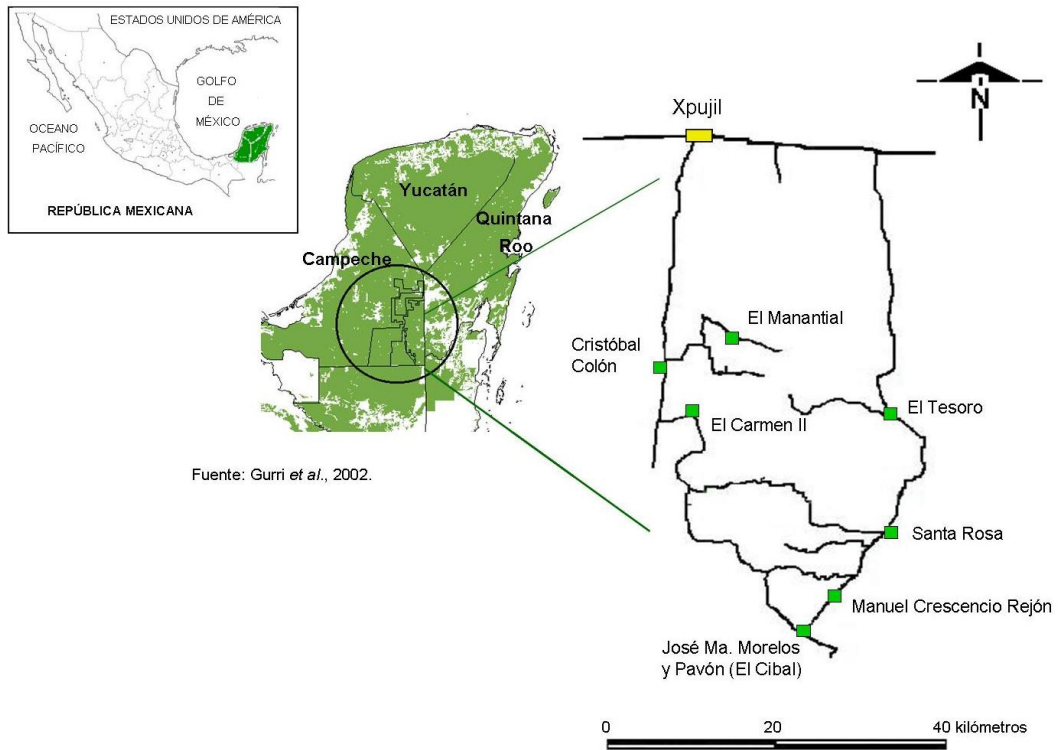 ESTADOS UNIDOS DE AMÉRICA
GOLFO
DE
MÉXICO
OCEANO
PACÍFICO
REPÚBLICA MEXICANA
Yucatán
Quintana
Roo
Campeche
Fuente: Gurri et al., 2002.
N
Xpujil
El Manantial
Cristóbal
Colón
El Carmen II
El Tesoro
Santa Rosa
Manuel Crescencio Rejón
José Ma. Morelos
y Pavón (El Cibal)
0 20 40 kilómetros